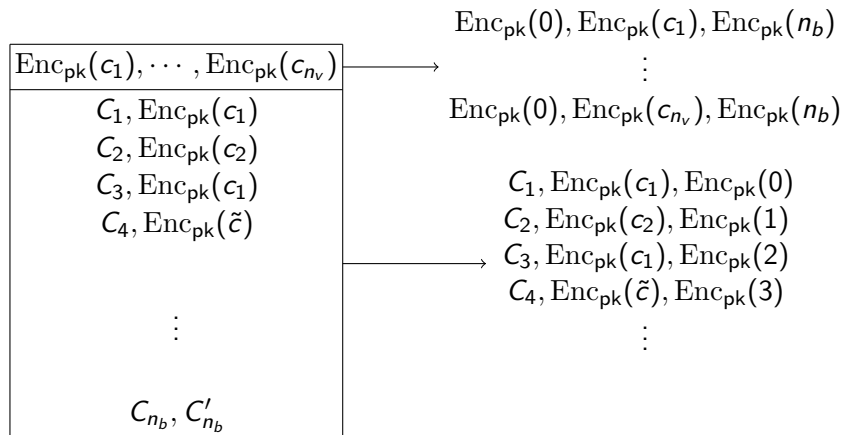 Enc_pk(c_1), ⋯ , Enc_pk(c_{n_v})
C_1, Enc_pk(c_1)
C_2, Enc_pk(c_2)
C_3, Enc_pk(c_1)
C_4, Enc_pk(c̃)
⋮
C_{n_b}, C′_{n_b}
Enc_pk(0), Enc_pk(c_1), Enc_pk(n_b)
⋮
Enc_pk(0), Enc_pk(c_{n_v}), Enc_pk(n_b)
C_1, Enc_pk(c_1), Enc_pk(0)
C_2, Enc_pk(c_2), Enc_pk(1)
C_3, Enc_pk(c_1), Enc_pk(2)
C_4, Enc_pk(c̃), Enc_pk(3)
⋮